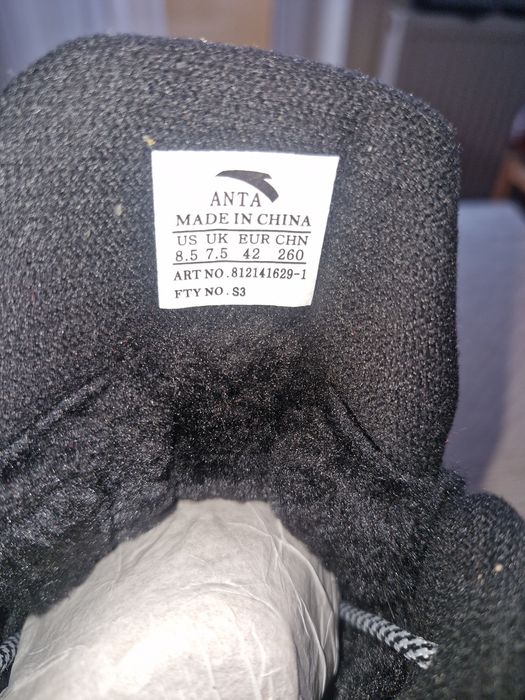 ANTA
MADE IN CHINA
US UK EUR CHN
8.5 7.5 42 260
ART NO. 812141629-1
FTY NO. S3